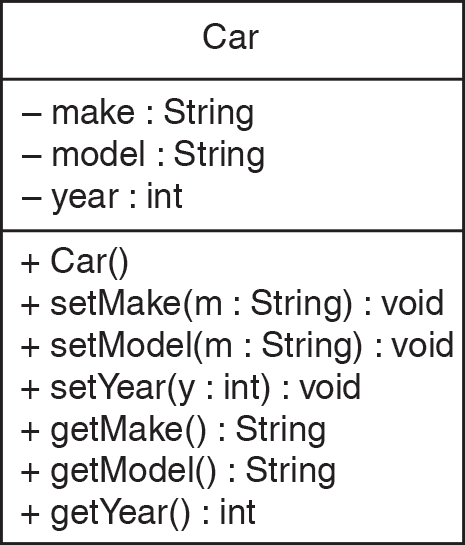 Car
– make : String
– model : String
– year : int
+ Car()
+ setMake(m : String) : void
+ setModel(m : String) : void
+ setYear(y : int) : void
+ getMake() : String
+ getModel() : String
+ getYear() : int